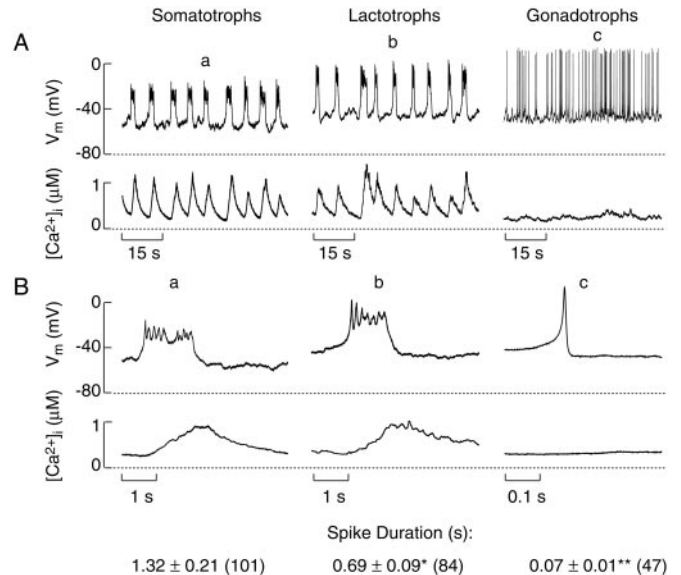 Somatotrophs Lactotrophs Gonadotrophs
A
a b c
V_m (mV)
0
-40
-80
[Ca²⁺]ᵢ (μM)
1
0
15 s 15 s 15 s
B
a b c
V_m (mV)
0
-40
-80
[Ca²⁺]ᵢ (μM)
1
0
1 s 1 s 0.1 s
Spike Duration (s):
1.32 ± 0.21 (101) 0.69 ± 0.09* (84) 0.07 ± 0.01** (47)